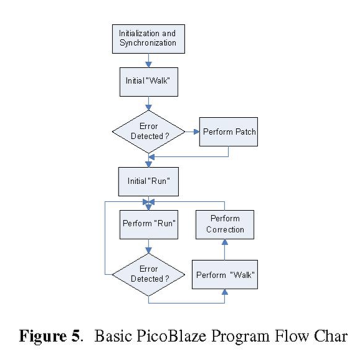 Initialization and
Synchronization
Initial "Walk"
Error
Detected ?
Perform Patch
Initial "Run"
Perform "Run"
Perform
Correction
Error
Detected ?
Perform "Walk"
Figure 5. Basic PicoBlaze Program Flow Char